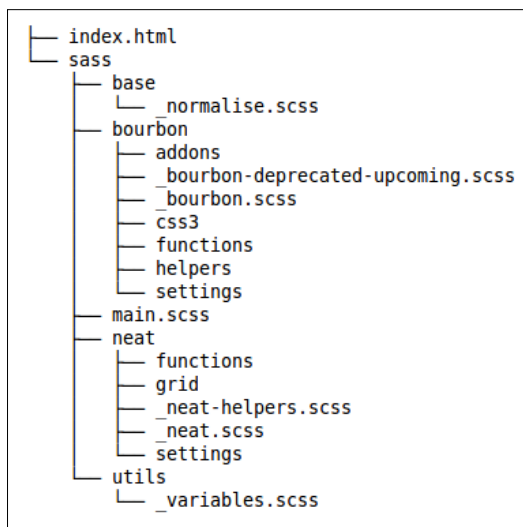 ├── index.html
└── sass
    ├── base
    │   └── _normalise.scss
    ├── bourbon
    │   ├── addons
    │   ├── _bourbon-deprecated-upcoming.scss
    │   ├── _bourbon.scss
    │   ├── css3
    │   ├── functions
    │   ├── helpers
    │   └── settings
    ├── main.scss
    ├── neat
    │   ├── functions
    │   ├── grid
    │   ├── _neat-helpers.scss
    │   ├── _neat.scss
    │   └── settings
    └── utils
        └── _variables.scss